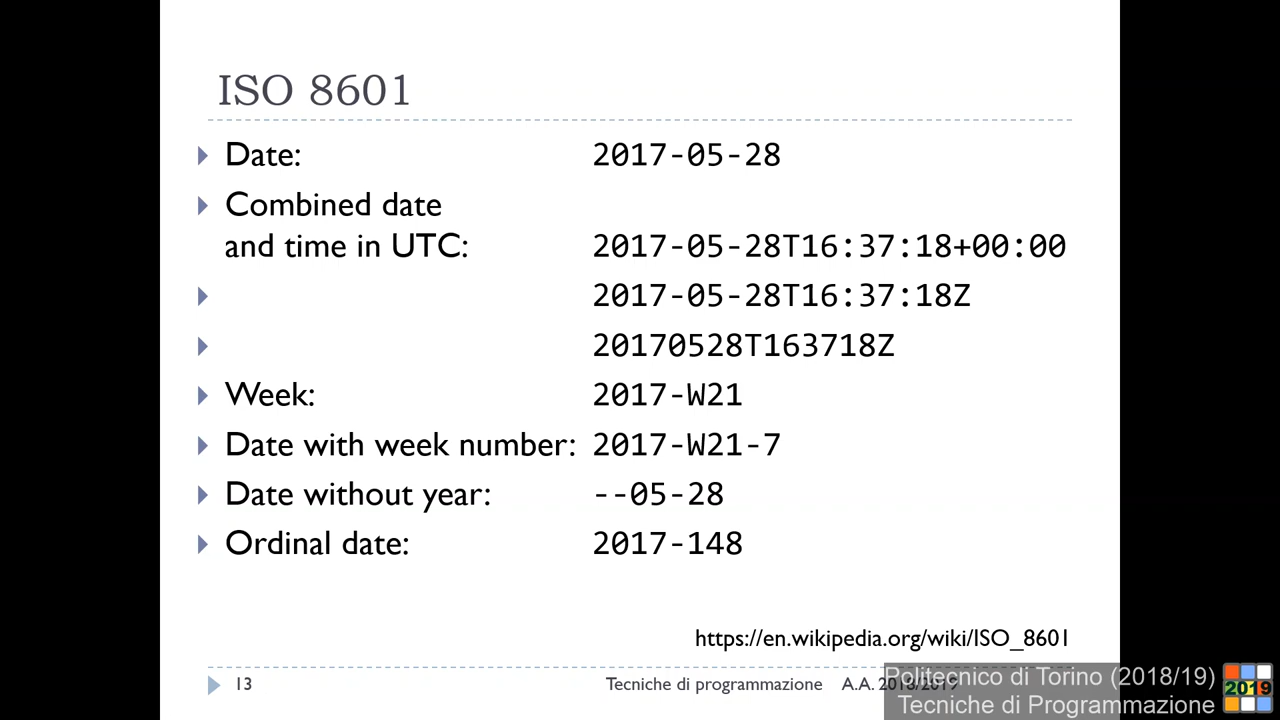 ISO 8601
Date: 2017-05-28
Combined date
and time in UTC: 2017-05-28T16:37:18+00:00
2017-05-28T16:37:18Z
20170528T163718Z
Week: 2017-W21
Date with week number: 2017-W21-7
Date without year: --05-28
Ordinal date: 2017-148
https://en.wikipedia.org/wiki/ISO_8601
13 Tecniche di programmazione A.A. 2018/2019
Politecnico di Torino (2018/19)
Tecniche di Programmazione
2019